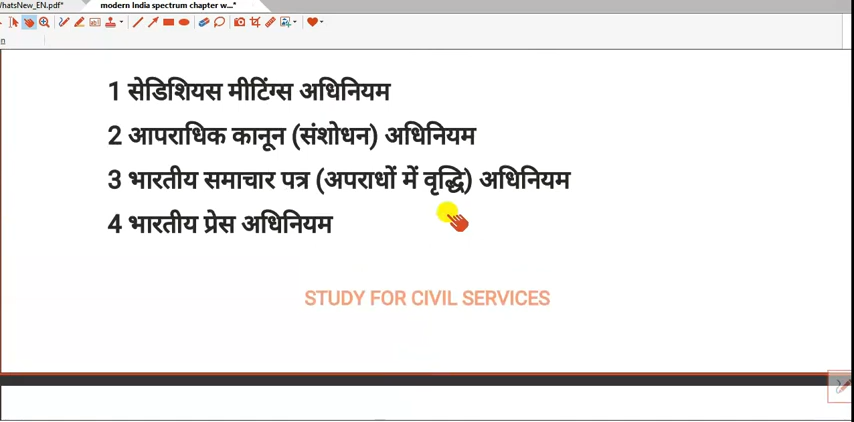 WhatsNew_EN.pdf*
modern India spectrum chapter w...*
1 सेडिशियस मीटिंग्स अधिनियम
2 आपराधिक कानून (संशोधन) अधिनियम
3 भारतीय समाचार पत्र (अपराधों में वृद्धि) अधिनियम
4 भारतीय प्रेस अधिनियम
STUDY FOR CIVIL SERVICES